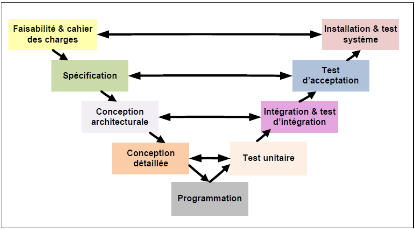 Faisabilité & cahier
des charges
Installation & test
système
Spécification
Test
d'acceptation
Conception
architecturale
Intégration & test
d'intégration
Conception
détaillée
Test unitaire
Programmation